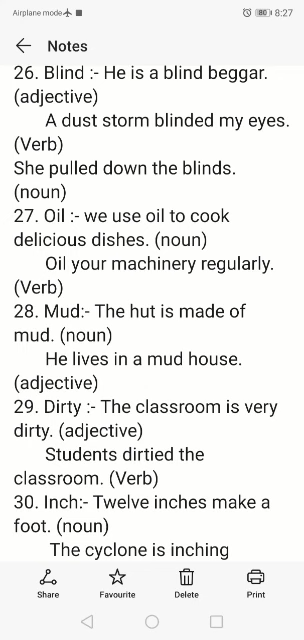 Airplane mode 80 8:27
Notes
26. Blind :- He is a blind beggar.
(adjective)
A dust storm blinded my eyes.
(Verb)
She pulled down the blinds.
(noun)
27. Oil :- we use oil to cook
delicious dishes. (noun)
Oil your machinery regularly.
(Verb)
28. Mud:- The hut is made of
mud. (noun)
He lives in a mud house.
(adjective)
29. Dirty :- The classroom is very
dirty. (adjective)
Students dirtied the
classroom. (Verb)
30. Inch:- Twelve inches make a
foot. (noun)
The cyclone is inching
Share Favourite Delete Print